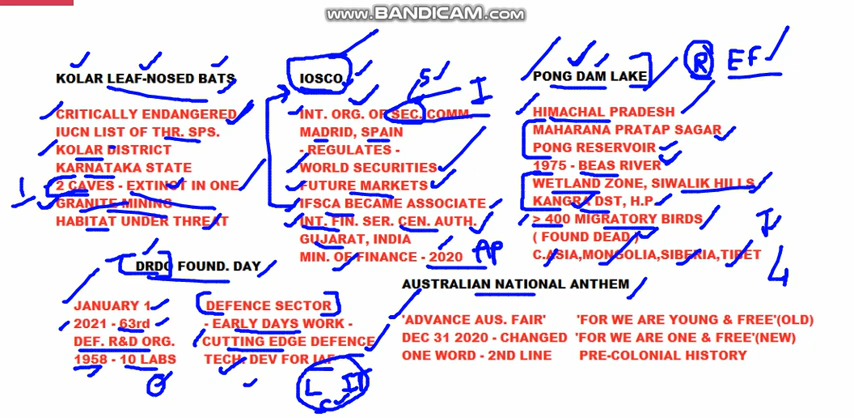 www.BANDICAM.com
KOLAR LEAF-NOSED BATS
CRITICALLY ENDANGERED
IUCN LIST OF THR. SPS.
KOLAR DISTRICT
KARNATAKA STATE
2 CAVES - EXTINCT IN ONE
GRANITE MINING
HABITAT UNDER THREAT
1
IOSCO
INT. ORG. OF SEC. COMM.
MADRID, SPAIN
- REGULATES -
WORLD SECURITIES
FUTURE MARKETS
IFSCA BECAME ASSOCIATE
INT. FIN. SER. CEN. AUTH.
GUJARAT, INDIA
MIN. OF FINANCE - 2020
S
I
AP
PONG DAM LAKE
R EF
HIMACHAL PRADESH
MAHARANA PRATAP SAGAR
PONG RESERVOIR
1975 - BEAS RIVER
WETLAND ZONE, SIWALIK HILLS
KANGRA DST, H.P
> 400 MIGRATORY BIRDS
( FOUND DEAD )
C.ASIA,MONGOLIA,SIBERIA,TIBET
I
4
DRDO FOUND. DAY
JANUARY 1
2021 - 63rd
DEF. R&D ORG.
1958 - 10 LABS
DEFENCE SECTOR
- EARLY DAYS WORK -
CUTTING EDGE DEFENCE
TECH. DEV FOR IAF
AUSTRALIAN NATIONAL ANTHEM
'ADVANCE AUS. FAIR'
DEC 31 2020 - CHANGED
ONE WORD - 2ND LINE
'FOR WE ARE YOUNG & FREE'(OLD)
'FOR WE ARE ONE & FREE'(NEW)
PRE-COLONIAL HISTORY